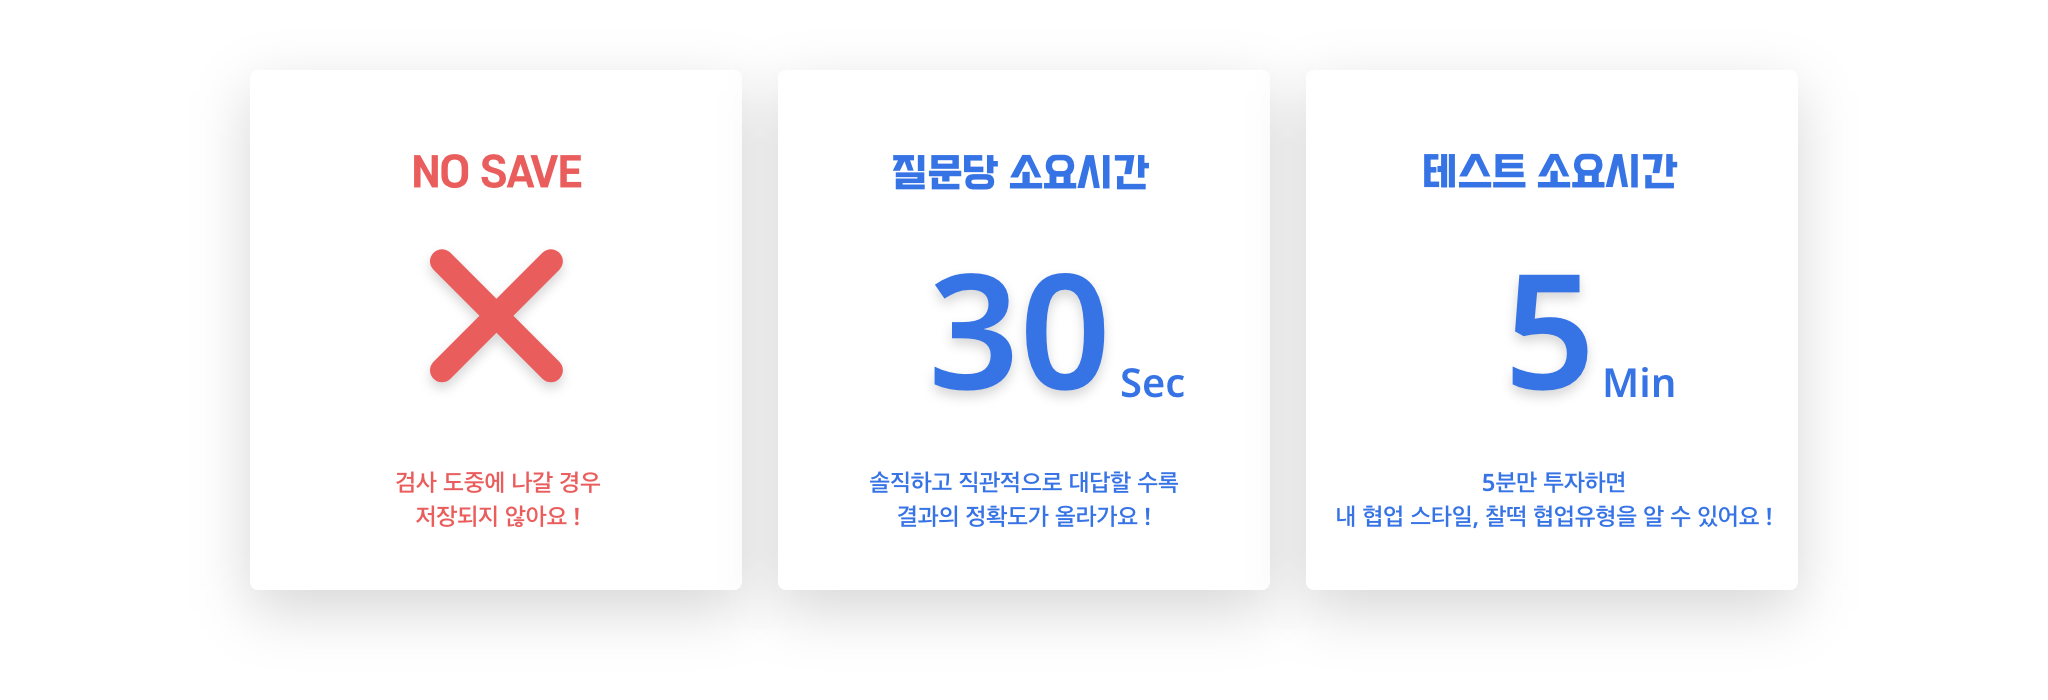 NO SAVE
검사 도중에 나갈 경우
저장되지 않아요 !
질문당 소요시간
30 Sec
솔직하고 직관적으로 대답할 수록
결과의 정확도가 올라가요 !
테스트 소요시간
5 Min
5분만 투자하면
내 협업 스타일, 찰떡 협업유형을 알 수 있어요 !